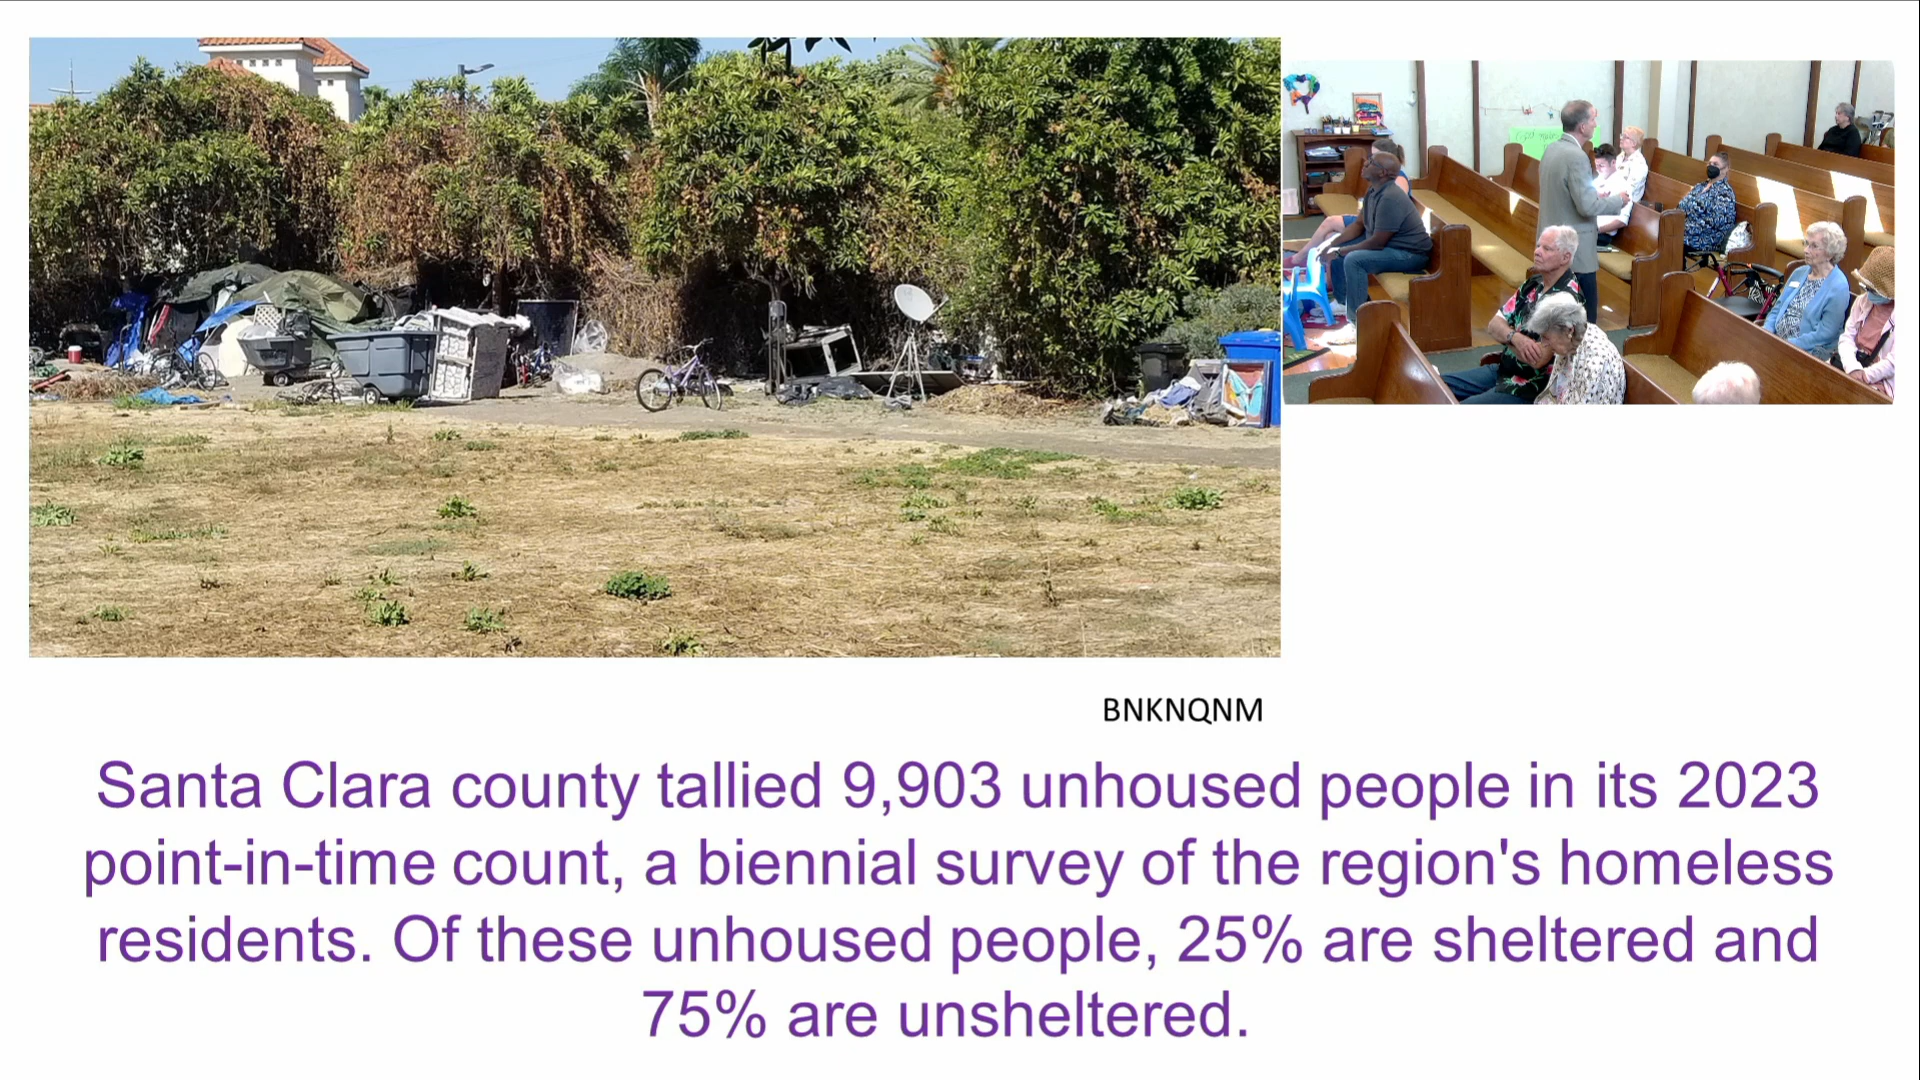 BNKNQNM
Santa Clara county tallied 9,903 unhoused people in its 2023
point-in-time count, a biennial survey of the region's homeless
residents. Of these unhoused people, 25% are sheltered and
75% are unsheltered.